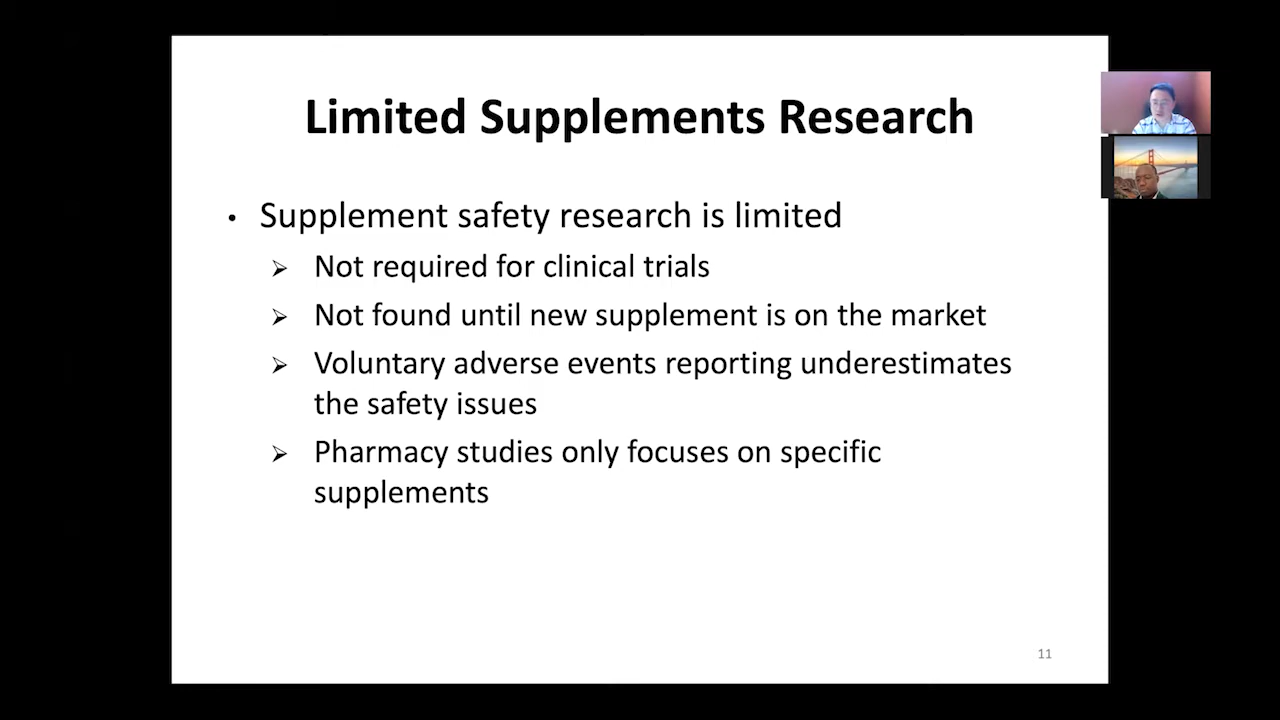 Limited Supplements Research
• Supplement safety research is limited
➢ Not required for clinical trials
➢ Not found until new supplement is on the market
➢ Voluntary adverse events reporting underestimates
the safety issues
➢ Pharmacy studies only focuses on specific
supplements
11